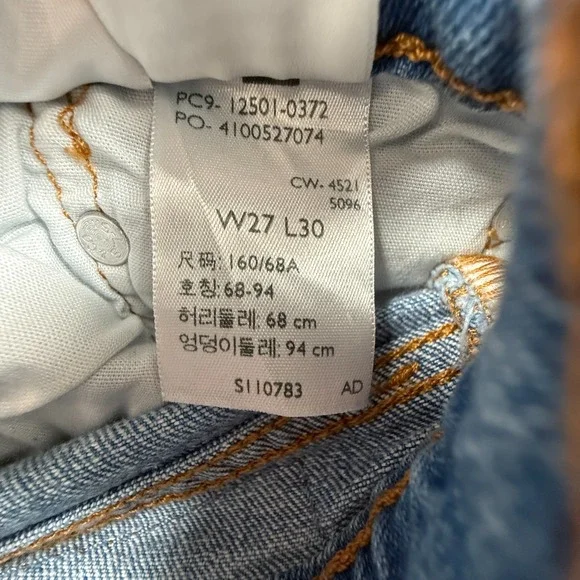 PC9- 12501-0372
PO- 4100527074
CW- 4521
5096
W27 L30
尺码: 160/68A
호칭: 68-94
허리둘레: 68 cm
엉덩이둘레: 94 cm
S110783 AD